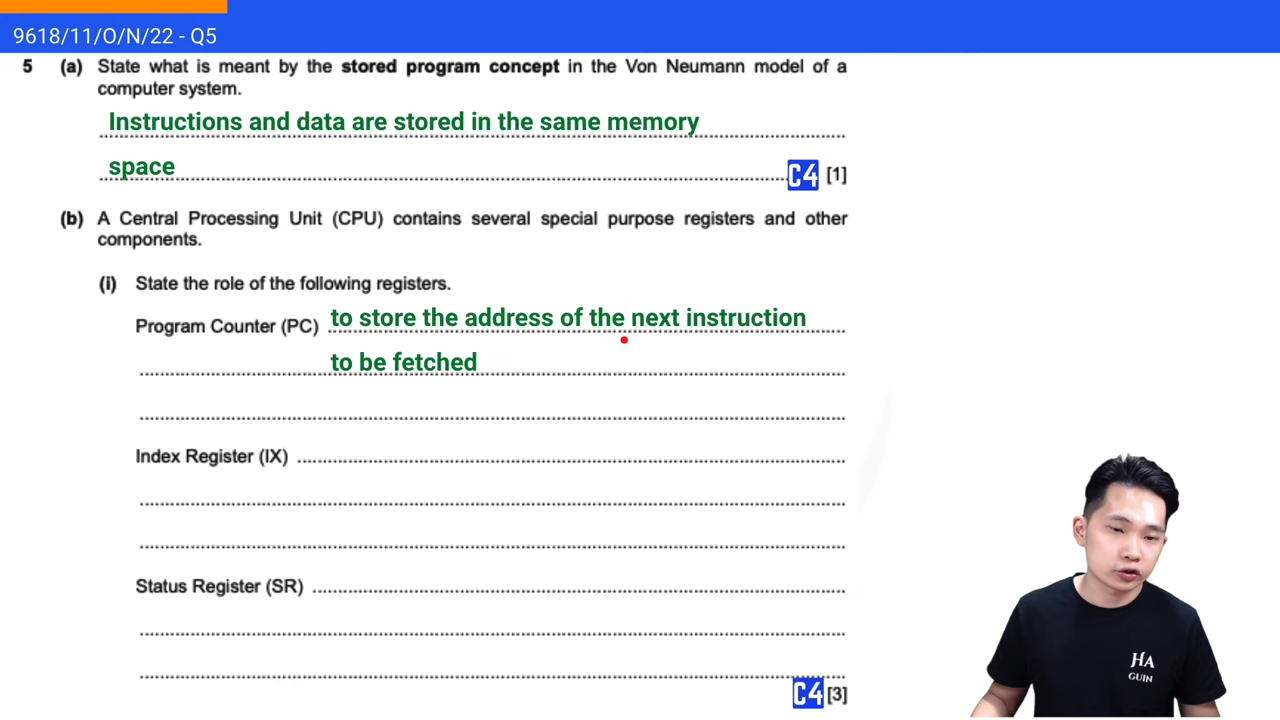 9618/11/O/N/22 - Q5
5 (a) State what is meant by the stored program concept in the Von Neumann model of a
computer system.
Instructions and data are stored in the same memory
space
C4 [1]
(b) A Central Processing Unit (CPU) contains several special purpose registers and other
components.
(i) State the role of the following registers.
Program Counter (PC) to store the address of the next instruction
to be fetched
Index Register (IX)
Status Register (SR)
C4 [3]
HA
GUIN